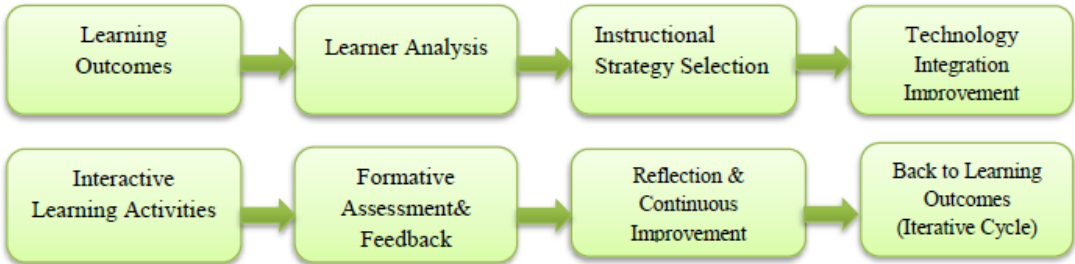 Learning
Outcomes
Learner Analysis
Instructional
Strategy Selection
Technology
Integration
Improvement
Interactive
Learning Activities
Formative
Assessment&
Feedback
Reflection &
Continuous
Improvement
Back to Learning
Outcomes
(Iterative Cycle)